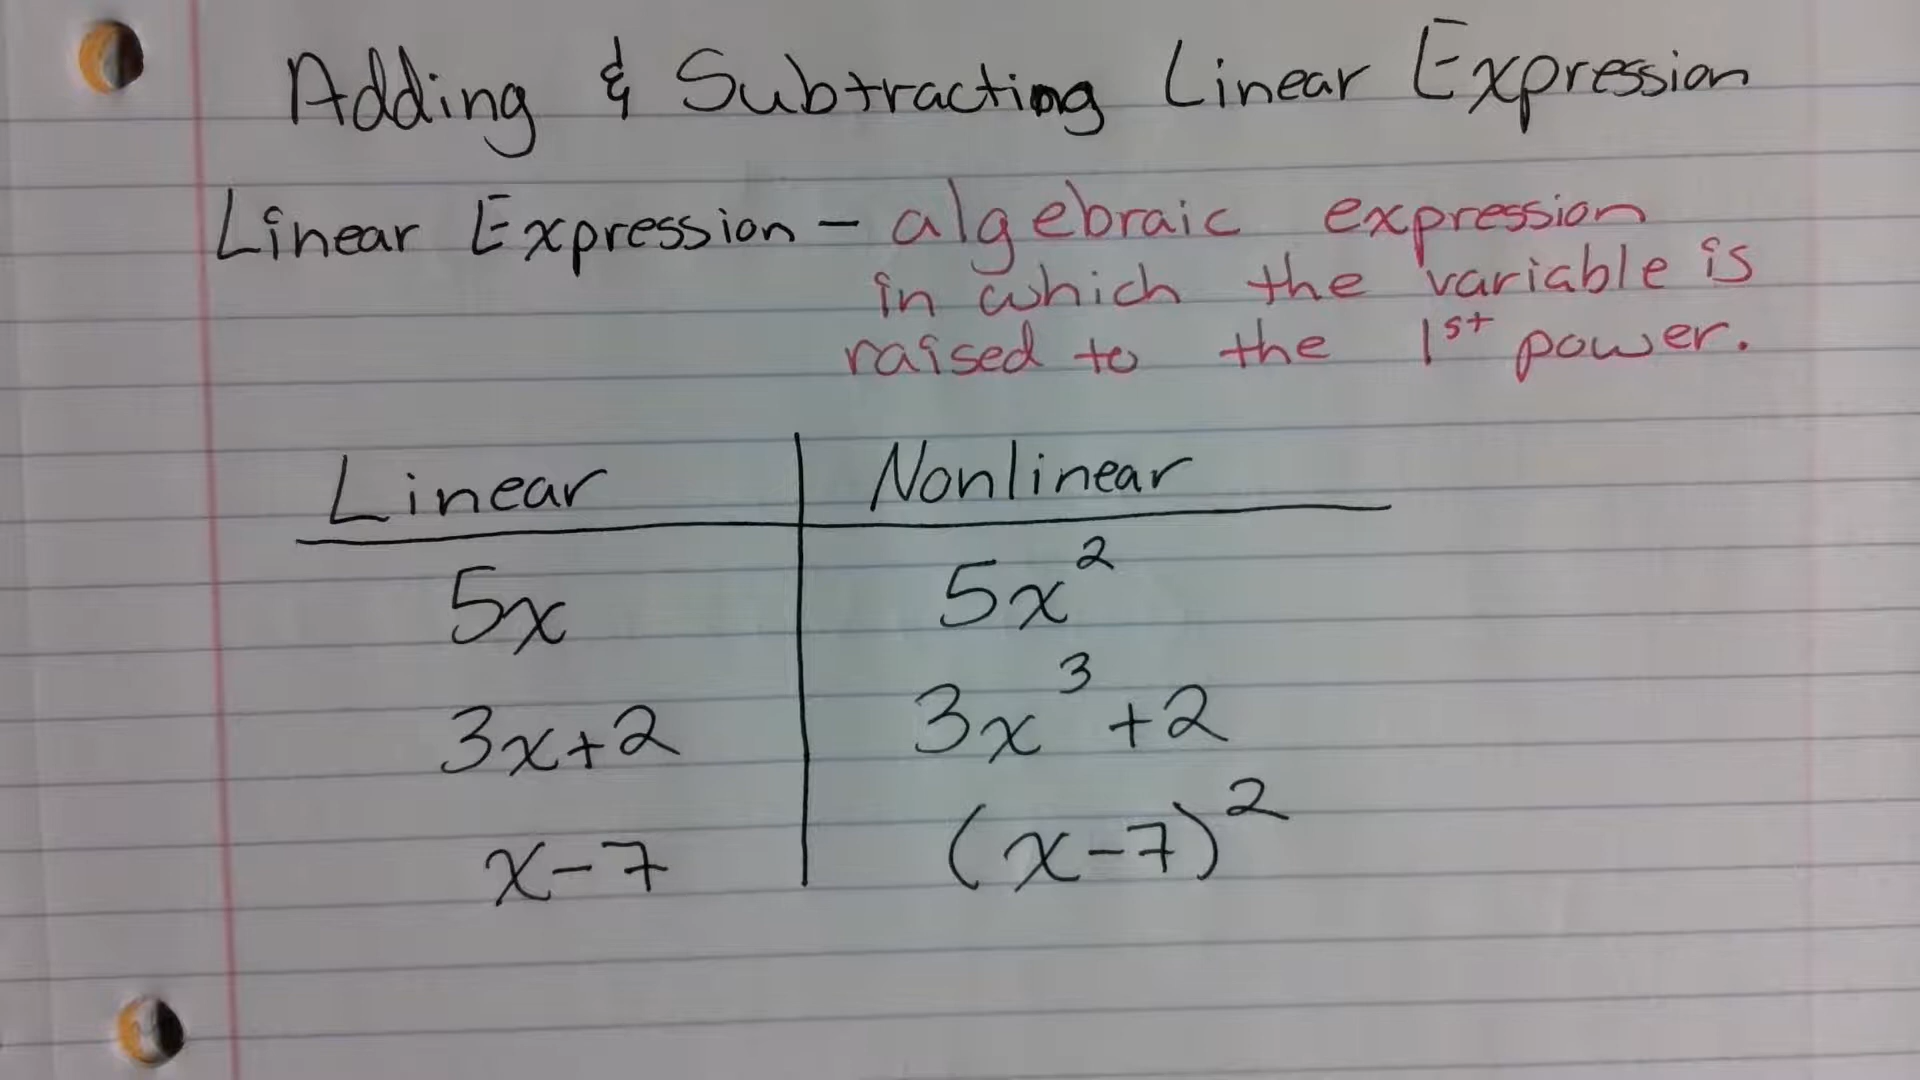 Adding & Subtracting Linear Expression
Linear Expression – algebraic expression
in which the variable is
raised to the 1st power.
Linear Nonlinear
5x 5x²
3x+2 3x³+2
x-7 (x-7)²